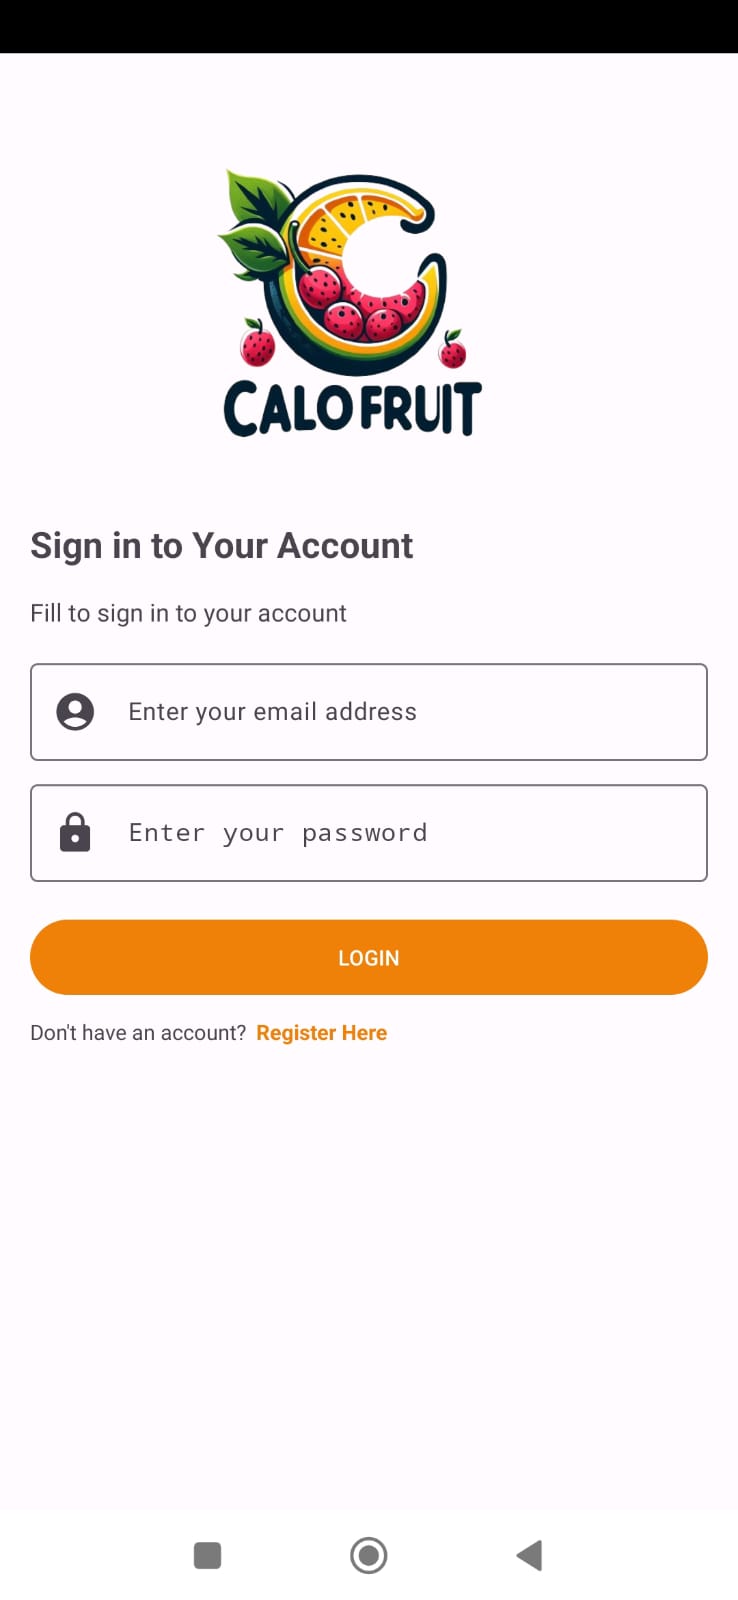 CALOFRUIT
Sign in to Your Account
Fill to sign in to your account
Enter your email address
Enter your password
LOGIN
Don't have an account? Register Here